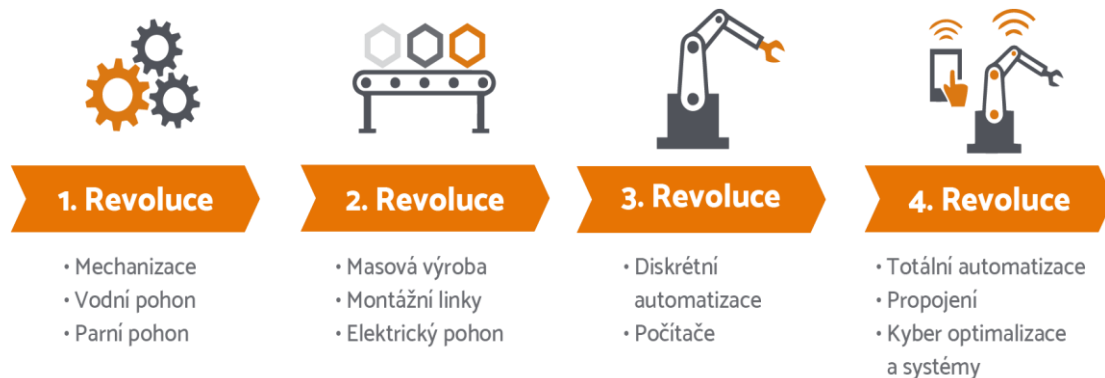 1. Revoluce
• Mechanizace
• Vodní pohon
• Parní pohon
2. Revoluce
• Masová výroba
• Montážní linky
• Elektrický pohon
3. Revoluce
• Diskrétní
automatizace
• Počítače
4. Revoluce
• Totální automatizace
• Propojení
• Kyber optimalizace
a systémy